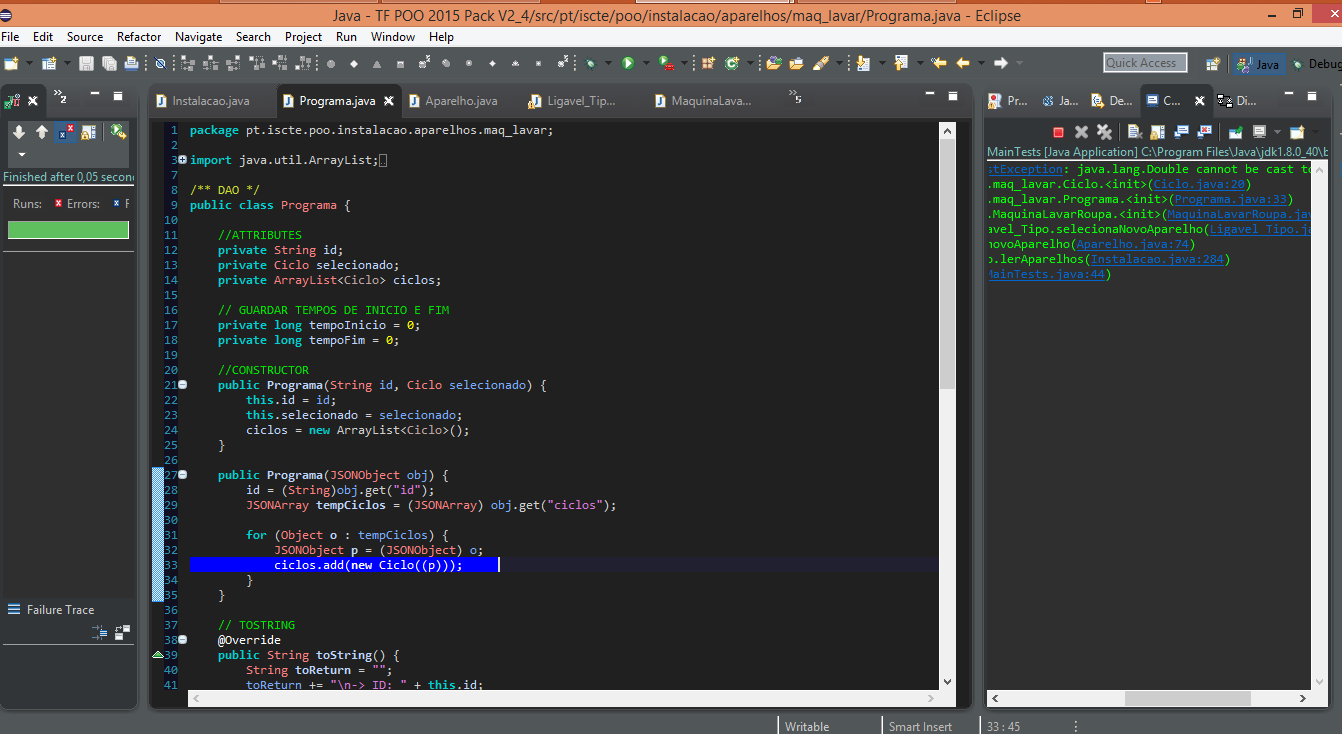 Java - TF POO 2015 Pack V2_4/src/pt/iscte/poo/instalacao/aparelhos/maq_lavar/Programa.java - Eclipse
File Edit Source Refactor Navigate Search Project Run Window Help
Quick Access
Java
Debug
2
Finished after 0,05 secon
Runs: Errors: F
Failure Trace
Instalacao.java Programa.java Aparelho.java Ligavel_Tip... MaquinaLava... 5
1 package pt.iscte.poo.instalacao.aparelhos.maq_lavar;
2
3 import java.util.ArrayList;
7
8 /** DAO */
9 public class Programa {
10
11 //ATTRIBUTES
12 private String id;
13 private Ciclo selecionado;
14 private ArrayList<Ciclo> ciclos;
15
16 // GUARDAR TEMPOS DE INICIO E FIM
17 private long tempoInicio = 0;
18 private long tempoFim = 0;
19
20 //CONSTRUCTOR
21 public Programa(String id, Ciclo selecionado) {
22 this.id = id;
23 this.selecionado = selecionado;
24 ciclos = new ArrayList<Ciclo>();
25 }
26
27 public Programa(JSONObject obj) {
28 id = (String)obj.get("id");
29 JSONArray tempCiclos = (JSONArray) obj.get("ciclos");
30
31 for (Object o : tempCiclos) {
32 JSONObject p = (JSONObject) o;
33 ciclos.add(new Ciclo((p)));
34 }
35 }
36
37 // TOSTRING
38 @Override
39 public String toString() {
40 String toReturn = "";
41 toReturn += "\n-> ID: " + this.id;
Pr... Ja... De... C... Di...
MainTests [Java Application] C:\Program Files\Java\jdk1.8.0_40\b
stException: java.lang.Double cannot be cast to
.maq_lavar.Ciclo.<init>(Ciclo.java:20)
.maq_lavar.Programa.<init>(Programa.java:33)
.MaquinaLavarRoupa.<init>(MaquinaLavarRoupa.jav
avel_Tipo.selecionaNovoAparelho(Ligavel_Tipo.ja
novoAparelho(Aparelho.java:74)
o.lerAparelhos(Instalacao.java:284)
MainTests.java:44)
Writable Smart Insert 33 : 45